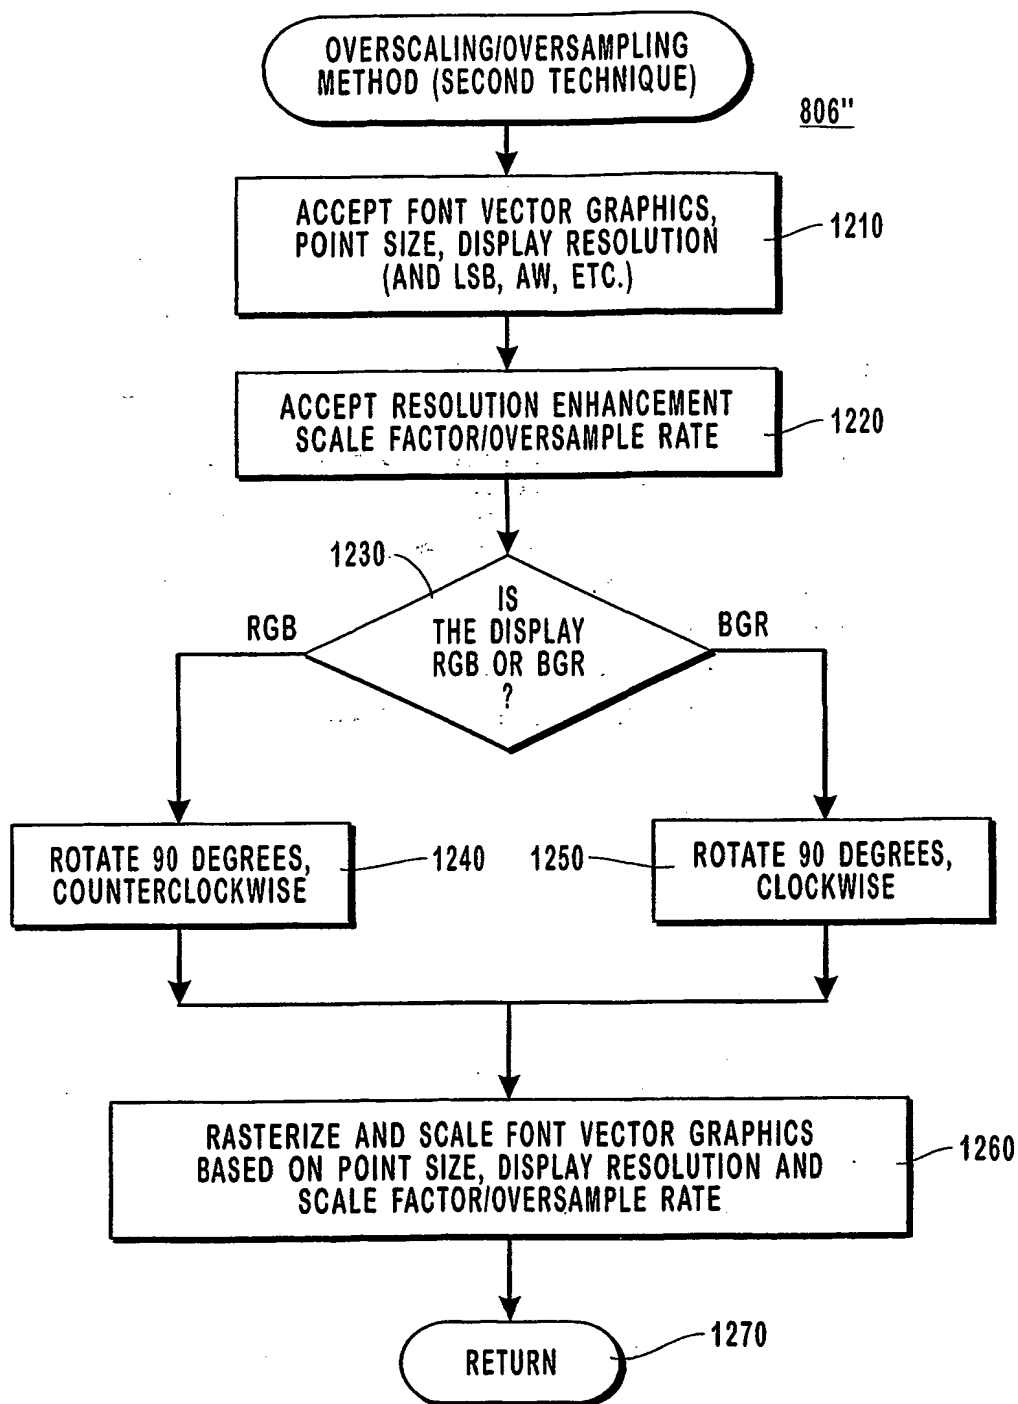 OVERSCALING/OVERSAMPLING
METHOD (SECOND TECHNIQUE)
806"
ACCEPT FONT VECTOR GRAPHICS,
POINT SIZE, DISPLAY RESOLUTION
(AND LSB, AW, ETC.)
1210
ACCEPT RESOLUTION ENHANCEMENT
SCALE FACTOR/OVERSAMPLE RATE
1220
1230
IS
THE DISPLAY
RGB OR BGR
?
RGB
BGR
ROTATE 90 DEGREES,
COUNTERCLOCKWISE
1240
1250
ROTATE 90 DEGREES,
CLOCKWISE
RASTERIZE AND SCALE FONT VECTOR GRAPHICS
BASED ON POINT SIZE, DISPLAY RESOLUTION AND
SCALE FACTOR/OVERSAMPLE RATE
1260
RETURN
1270